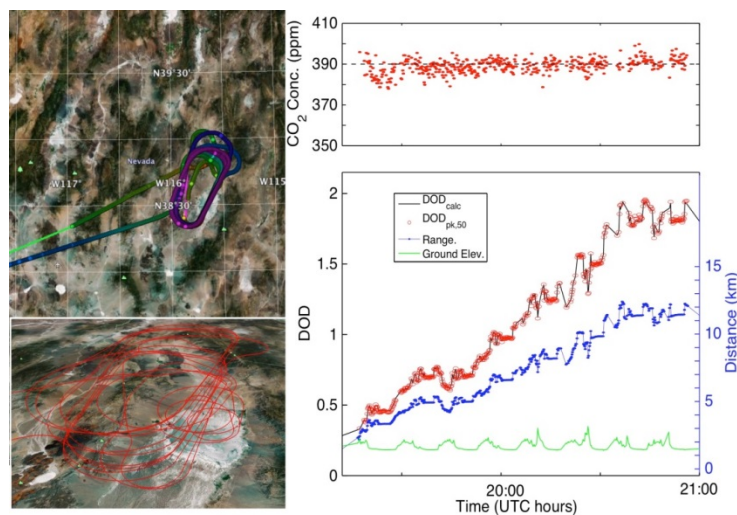 N39°30'
Nevada
W117°
W116°
W115
N38°30'
410
390
380
350
CO2 Conc. (ppm)
2
1.5
1
0.5
0
DOD
DODcalc
DODpk,50
Range.
Ground Elev.
15
10
5
0
Distance (km)
20:00
21:00
Time (UTC hours)